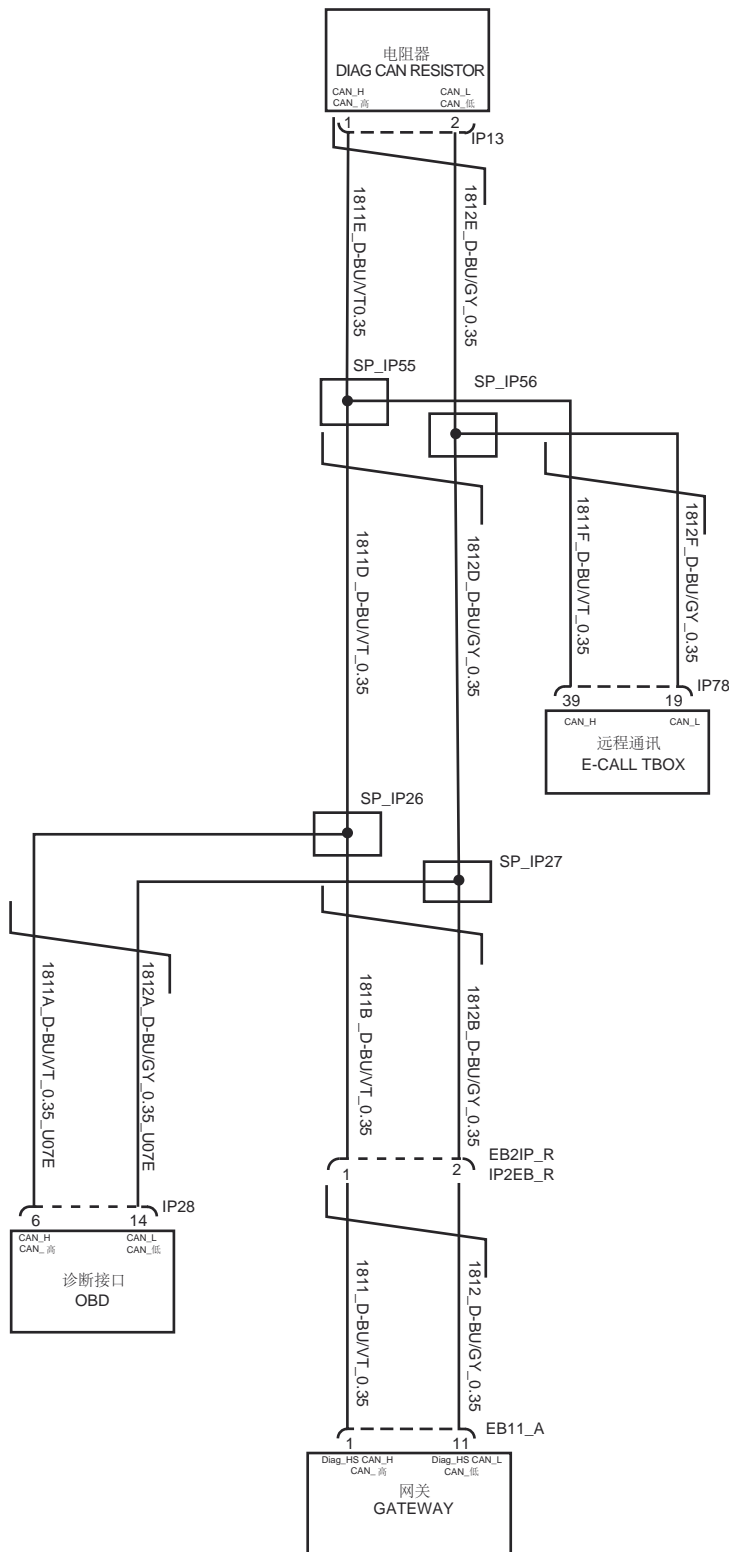 电阻器
DIAG CAN RESISTOR
CAN_H
CAN_高
CAN_L
CAN_低
1
2
IP13
1811E_D-BU/VT0.35
1812E_D-BU/GY_0.35
SP_IP55
SP_IP56
1811D _D-BU/VT_0.35
1812D_D-BU/GY_0.35
1811F_D-BU/VT_0.35
1812F_D-BU/GY_0.35
IP78
39
19
CAN_H
CAN_L
远程通讯
E-CALL TBOX
SP_IP26
SP_IP27
1811A_D-BU/VT_0.35_U07E
1812A_D-BU/GY_0.35_U07E
1811B _D-BU/VT_0.35
1812B_D-BU/GY_0.35
EB2IP_R
IP2EB_R
1
2
IP28
6
14
CAN_H
CAN_高
CAN_L
CAN_低
诊断接口
OBD
1811_D-BU/VT_0.35
1812_D-BU/GY_0.35
EB11_A
1
11
Diag_HS CAN_H
CAN_高
Diag_HS CAN_L
CAN_低
网关
GATEWAY